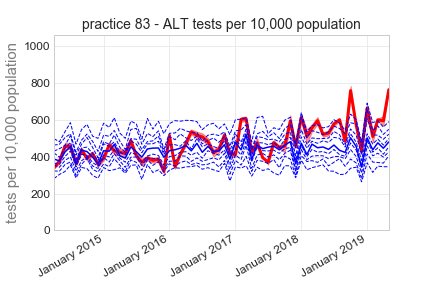 practice 83 - ALT tests per 10,000 population
tests per 10,000 population
1000
800
600
400
200
0
January 2015
January 2016
January 2017
January 2018
January 2019